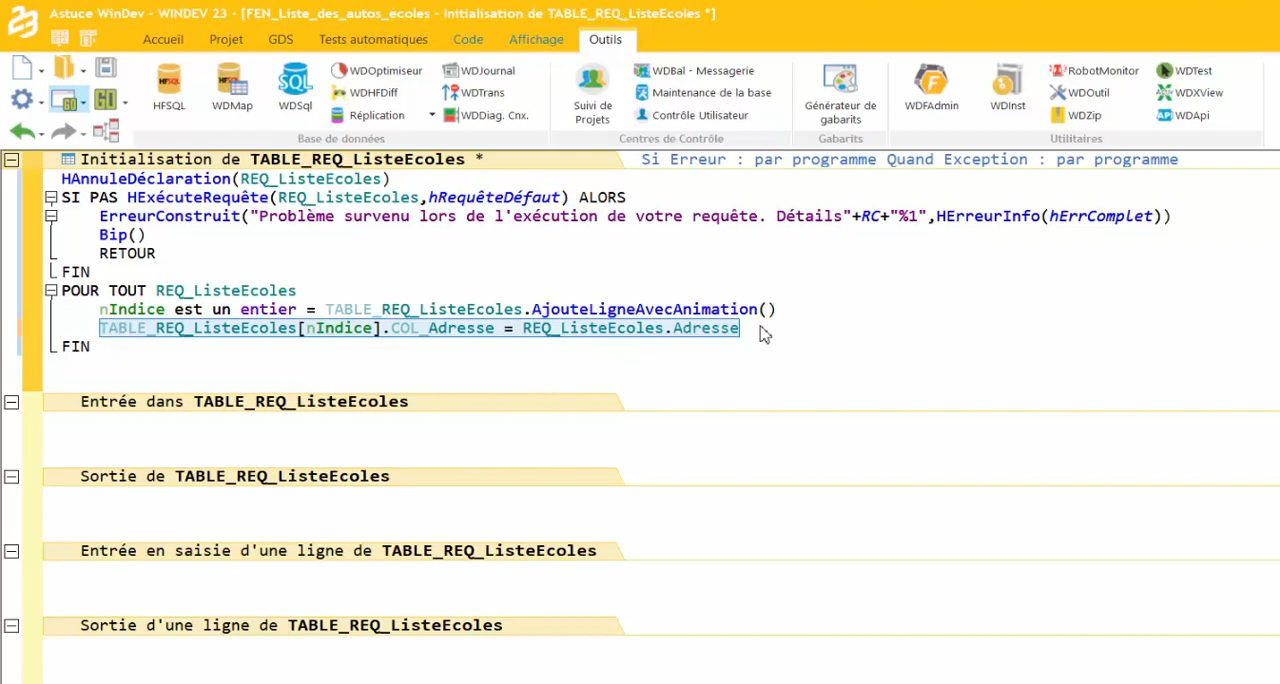 23
Astuce WinDev - WINDEV 23 - [FEN_Liste_des_autos_écoles - Initialisation de TABLE_REQ_ListeEcoles *]
Accueil Projet GDS Tests automatiques Code Affichage Outils
HFSQL
WDMap
SQL
WDSql
WDOptimiseur
WDHFDiff
Réplication
WDJournal
WDTrans
WDDiag. Cnx.
Base de données
Suivi de
Projets
WDBal - Messagerie
Maintenance de la base
Contrôle Utilisateur
Centres de Contrôle
Générateur de
gabarits
Gabarits
WDFAdmin
WDInst
RobotMonitor
WDOutil
WDZip
WDTest
WDXView
WDApi
Utilitaires
Initialisation de TABLE_REQ_ListeEcoles * Si Erreur : par programme Quand Exception : par programme
HAnnuleDéclaration(REQ_ListeEcoles)
SI PAS HExécuteRequête(REQ_ListeEcoles,hRequêteDéfaut) ALORS
ErreurConstruit("Problème survenu lors de l'exécution de votre requête. Détails"+RC+"%1",HErreurInfo(hErrComplet))
Bip()
RETOUR
FIN
POUR TOUT REQ_ListeEcoles
nIndice est un entier = TABLE_REQ_ListeEcoles.AjouteLigneAvecAnimation()
TABLE_REQ_ListeEcoles[nIndice].COL_Adresse = REQ_ListeEcoles.Adresse
FIN
Entrée dans TABLE_REQ_ListeEcoles
Sortie de TABLE_REQ_ListeEcoles
Entrée en saisie d'une ligne de TABLE_REQ_ListeEcoles
Sortie d'une ligne de TABLE_REQ_ListeEcoles